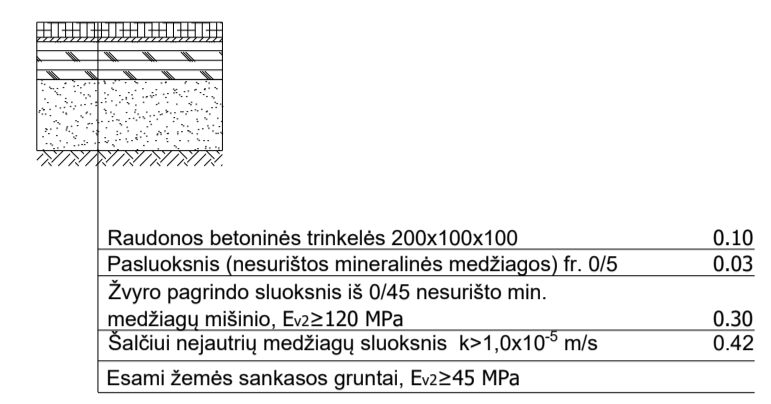 Raudonos betoninės trinkelės 200x100x100 0.10
Pasluoksnis (nesurištos mineralinės medžiagos) fr. 0/5 0.03
Žvyro pagrindo sluoksnis iš 0/45 nesurišto min.
medžiagų mišinio, Ev2≥120 MPa 0.30
Šalčiui nejautrių medžiagų sluoksnis k>1,0x10⁻⁵ m/s 0.42
Esami žemės sankasos gruntai, Ev2≥45 MPa